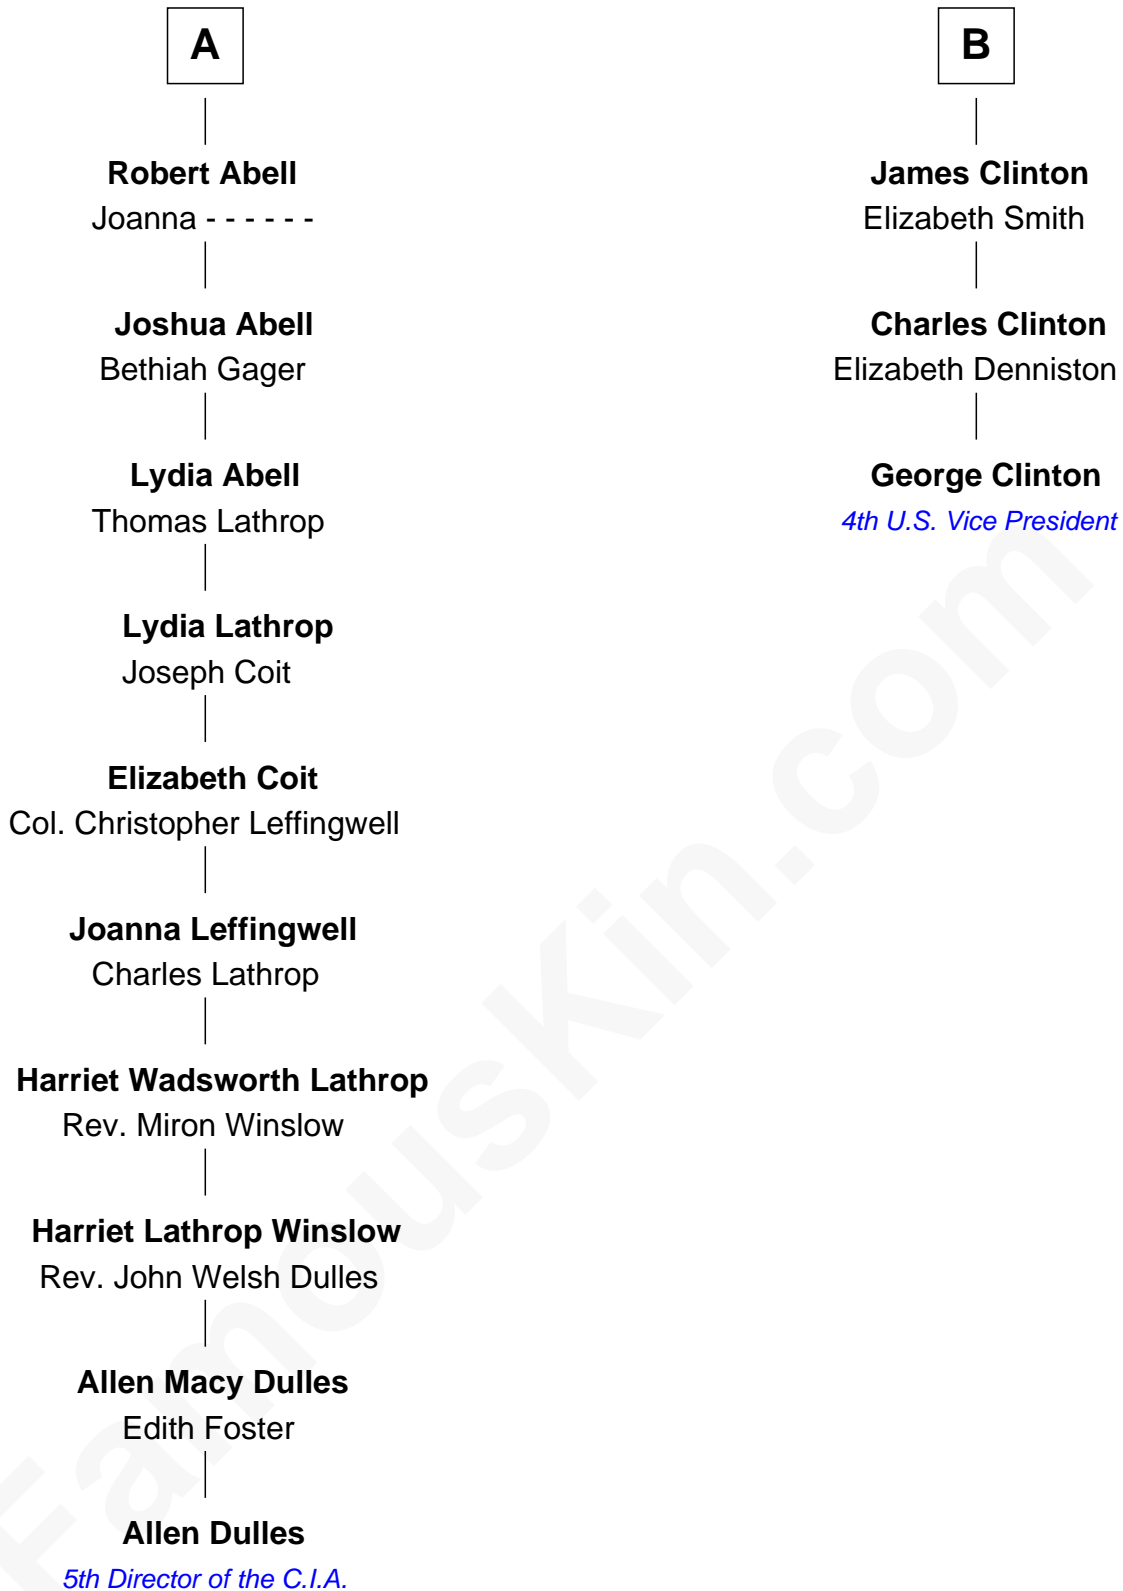 A
Robert Abell
Joanna - - - - - -
Joshua Abell
Bethiah Gager
Lydia Abell
Thomas Lathrop
Lydia Lathrop
Joseph Coit
Elizabeth Coit
Col. Christopher Leffingwell
Joanna Leffingwell
Charles Lathrop
Harriet Wadsworth Lathrop
Rev. Miron Winslow
Harriet Lathrop Winslow
Rev. John Welsh Dulles
Allen Macy Dulles
Edith Foster
Allen Dulles
5th Director of the C.I.A.
B
James Clinton
Elizabeth Smith
Charles Clinton
Elizabeth Denniston
George Clinton
4th U.S. Vice President
FamousKin.com